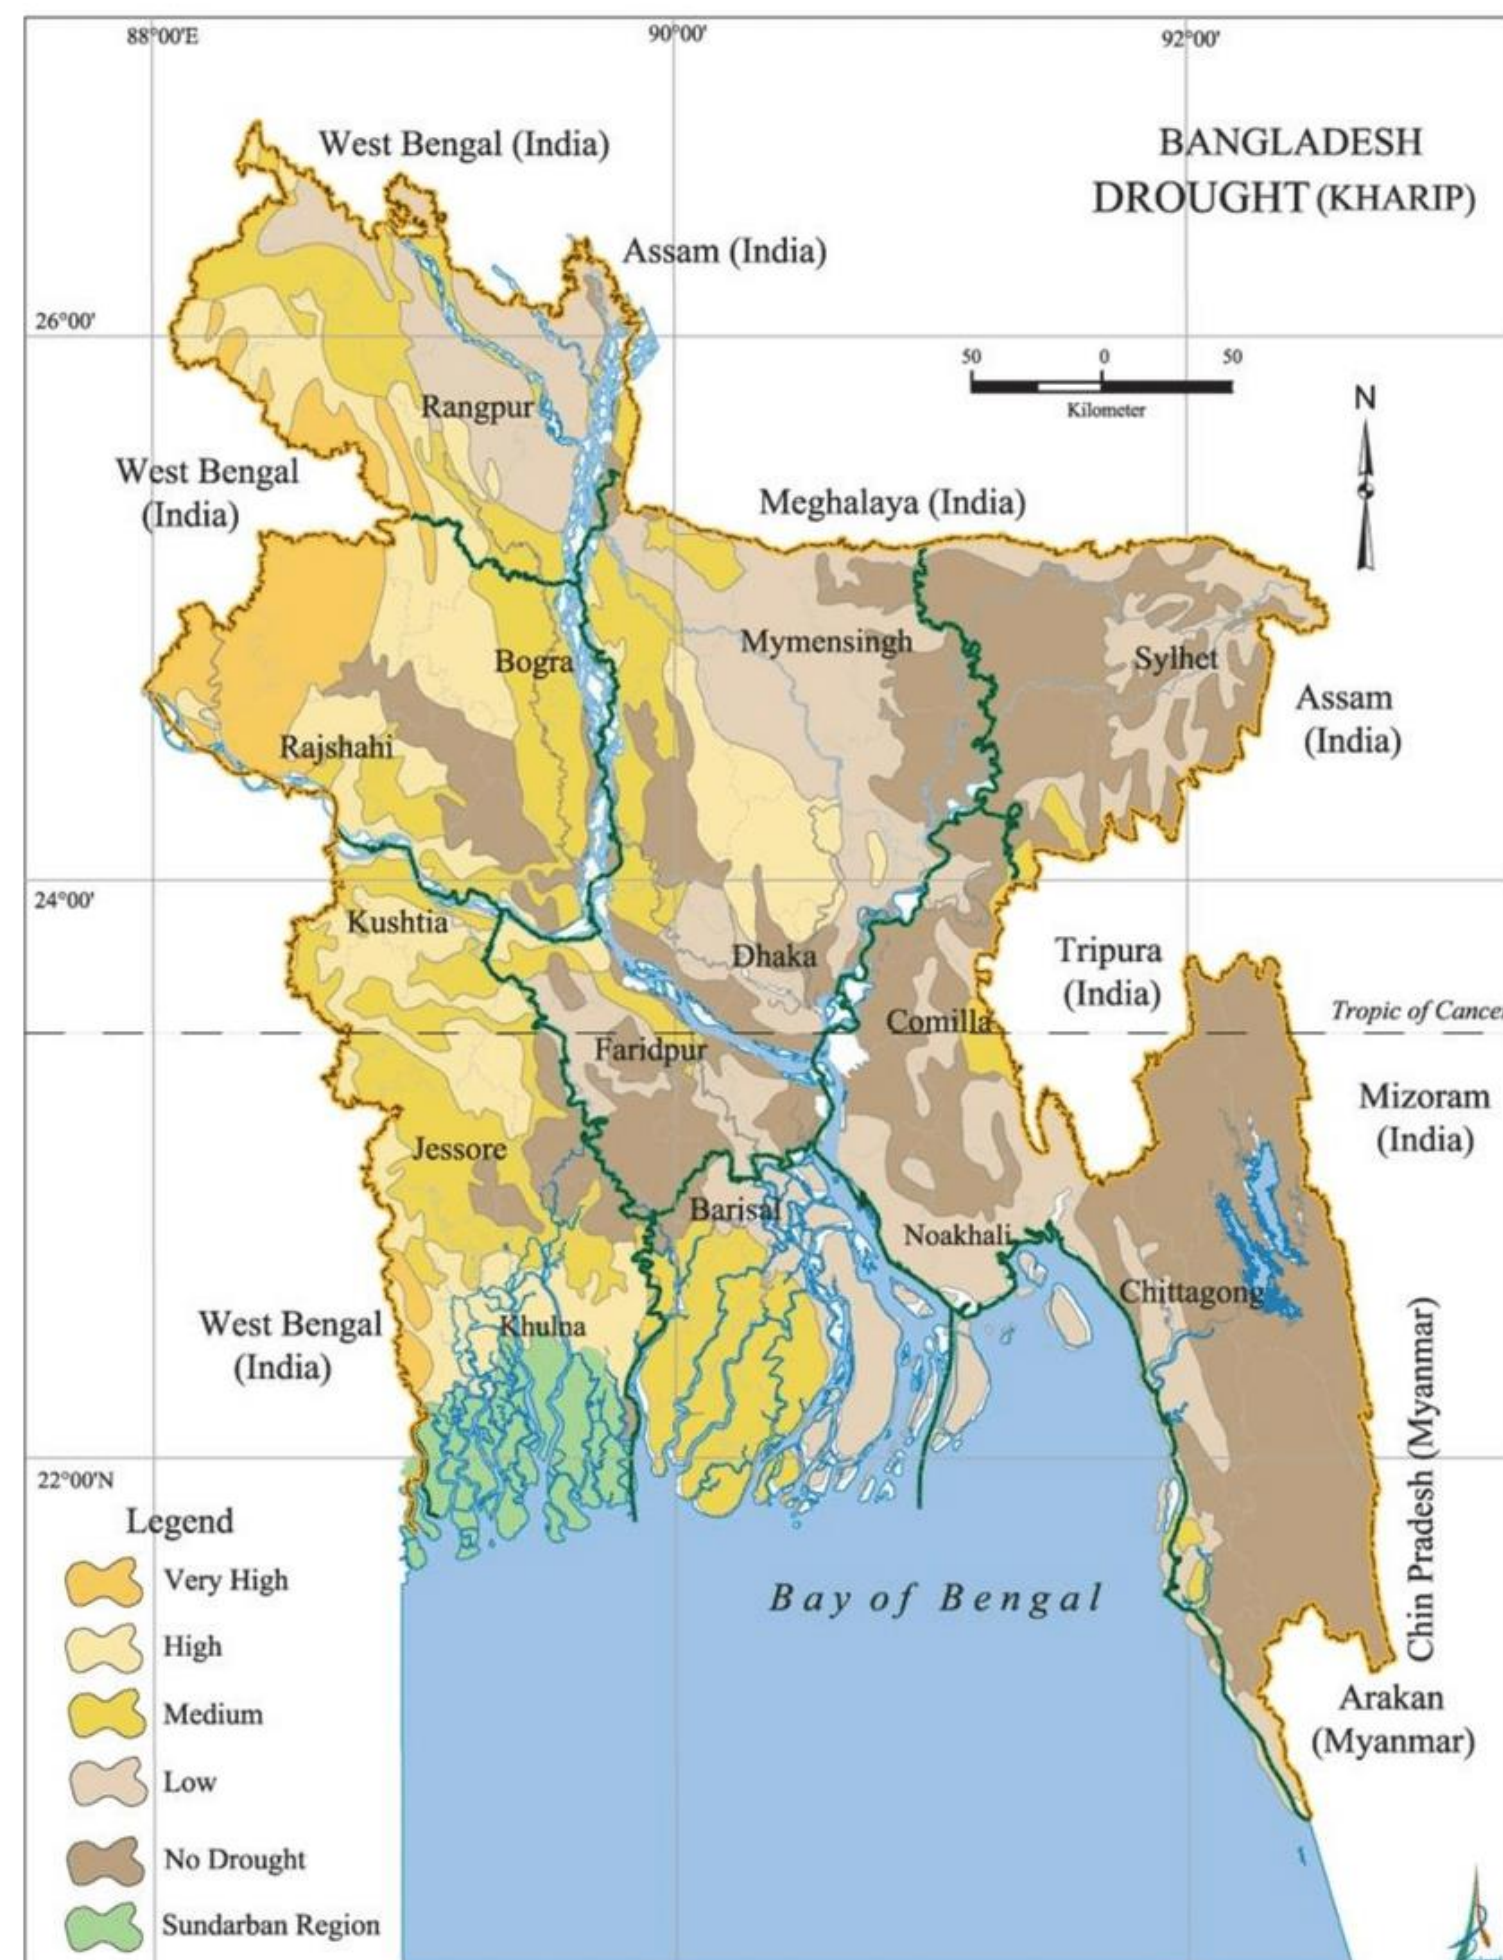 88°00'E
90°00'
92°00'
BANGLADESH
DROUGHT (KHARIP)
West Bengal (India)
Assam (India)
26°00'
50 0 50
Kilometer
N
Rangpur
West Bengal
(India)
Meghalaya (India)
Mymensingh
Sylhet
Bogra
Assam
(India)
Rajshahi
24°00'
Kushtia
Dhaka
Tripura
(India)
Tropic of Cancer
Comilla
Faridpur
Mizoram
(India)
Jessore
Barisal
Noakhali
Chittagong
West Bengal
(India)
Khulna
Chin Pradesh (Myanmar)
22°00'N
Legend
Very High
High
Medium
Low
No Drought
Sundarban Region
Bay of Bengal
Arakan
(Myanmar)